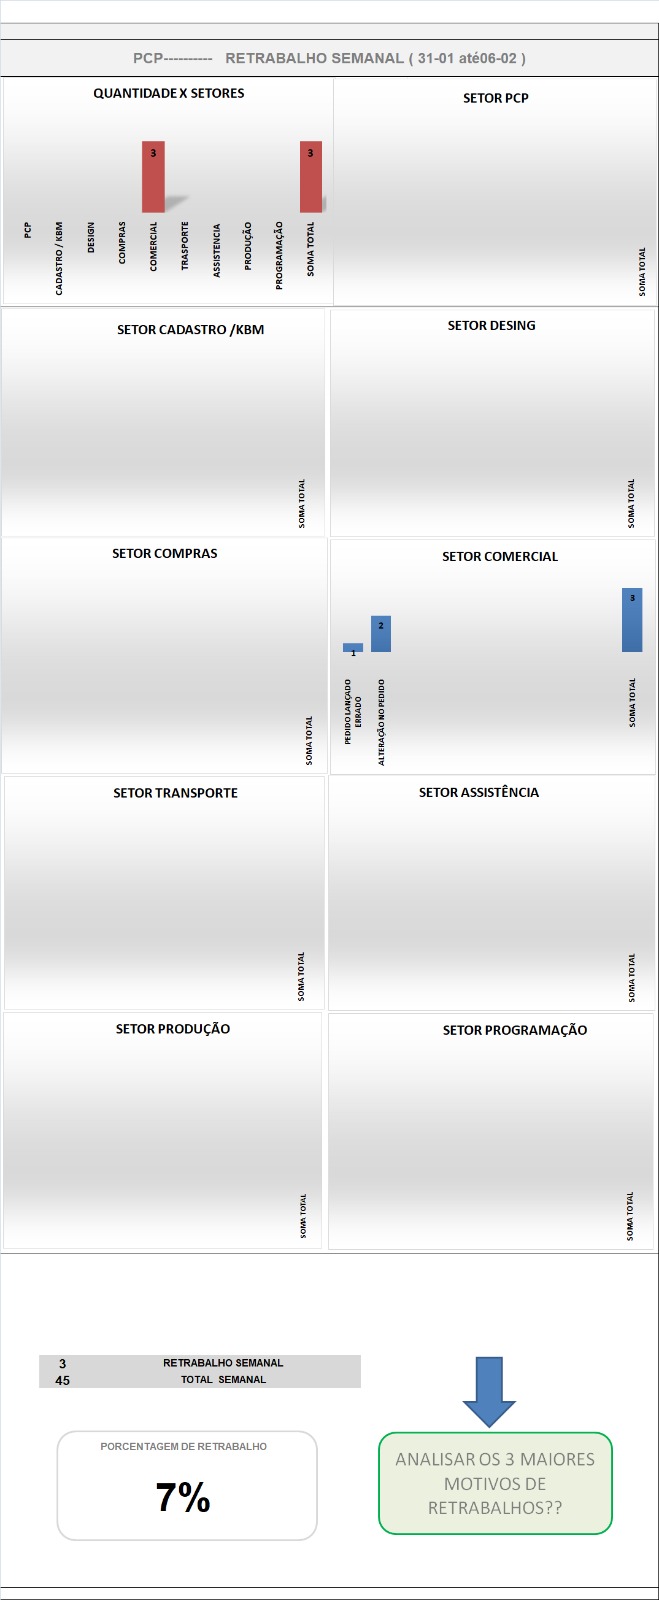 PCP---------- RETRABALHO SEMANAL ( 31-01 até06-02 )
QUANTIDADE X SETORES
3
3
PCP
CADASTRO / KBM
DESIGN
COMPRAS
COMERCIAL
TRASPORTE
ASSISTENCIA
PRODUÇÃO
PROGRAMAÇÃO
SOMA TOTAL
SETOR PCP
SOMA TOTAL
SETOR CADASTRO /KBM
SOMA TOTAL
SETOR DESING
SOMA TOTAL
SETOR COMPRAS
SOMA TOTAL
SETOR COMERCIAL
1
2
3
PEDIDO LANÇADO
ERRADO
ALTERAÇÃO NO PEDIDO
SOMA TOTAL
SETOR TRANSPORTE
SOMA TOTAL
SETOR ASSISTÊNCIA
SOMA TOTAL
SETOR PRODUÇÃO
SOMA TOTAL
SETOR PROGRAMAÇÃO
SOMA TOTAL
3 RETRABALHO SEMANAL
45 TOTAL SEMANAL
PORCENTAGEM DE RETRABALHO
7%
ANALISAR OS 3 MAIORES
MOTIVOS DE
RETRABALHOS??